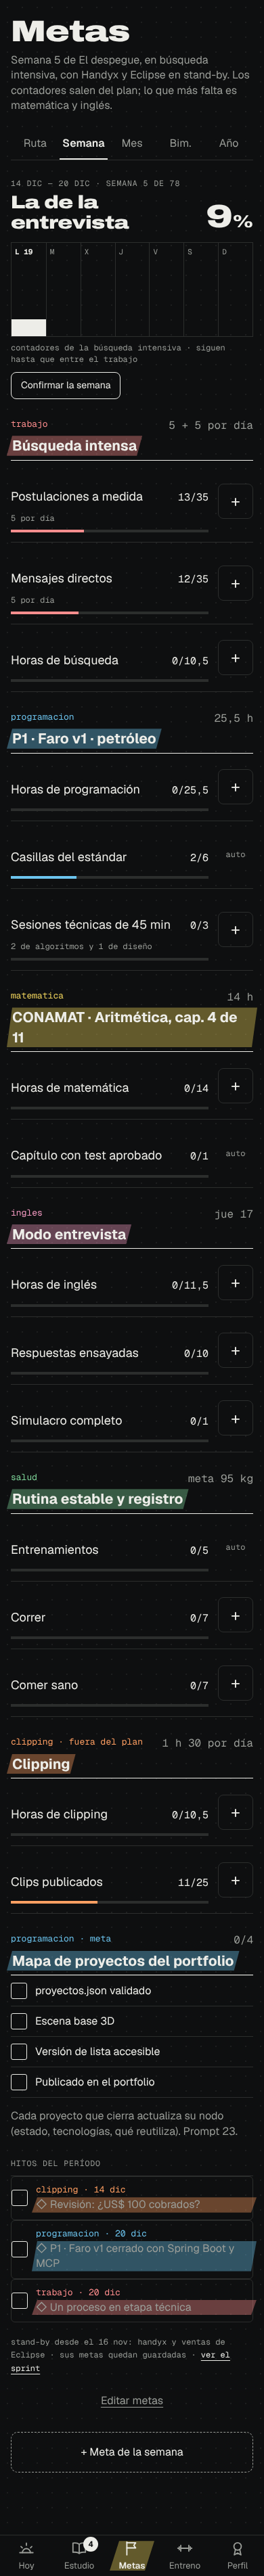 Metas
Semana 5 de El despegue, en búsqueda
intensiva, con Handyx y Eclipse en stand-by. Los
contadores salen del plan; lo que más falta es
matemática y inglés.
Ruta Semana Mes Bim. Año
14 DIC — 20 DIC · SEMANA 5 DE 78
La de la
entrevista
9%
L 19 M X J V S D
contadores de la búsqueda intensiva · siguen
hasta que entre el trabajo
Confirmar la semana
trabajo 5 + 5 por día
Búsqueda intensa
Postulaciones a medida 13/35 +
5 por día
Mensajes directos 12/35 +
5 por día
Horas de búsqueda 0/10,5 +
programacion 25,5 h
P1 · Faro v1 · petróleo
Horas de programación 0/25,5 +
Casillas del estándar 2/6 auto
Sesiones técnicas de 45 min 0/3 +
2 de algoritmos y 1 de diseño
matematica 14 h
CONAMAT · Aritmética, cap. 4 de
11
Horas de matemática 0/14 +
Capítulo con test aprobado 0/1 auto
ingles jue 17
Modo entrevista
Horas de inglés 0/11,5 +
Respuestas ensayadas 0/10 +
Simulacro completo 0/1 +
salud meta 95 kg
Rutina estable y registro
Entrenamientos 0/5 auto
Correr 0/7 +
Comer sano 0/7 +
clipping · fuera del plan 1 h 30 por día
Clipping
Horas de clipping 0/10,5 +
Clips publicados 11/25 +
programacion · meta 0/4
Mapa de proyectos del portfolio
proyectos.json validado
Escena base 3D
Versión de lista accesible
Publicado en el portfolio
Cada proyecto que cierra actualiza su nodo
(estado, tecnologías, qué reutiliza). Prompt 23.
HITOS DEL PERÍODO
clipping · 14 dic
◇ Revisión: ¿US$ 100 cobrados?
programacion · 20 dic
◇ P1 · Faro v1 cerrado con Spring Boot y
MCP
trabajo · 20 dic
◇ Un proceso en etapa técnica
stand-by desde el 16 nov: handyx y ventas de
Eclipse · sus metas quedan guardadas · ver el
sprint
Editar metas
+ Meta de la semana
4
Hoy Estudio Metas Entreno Perfil